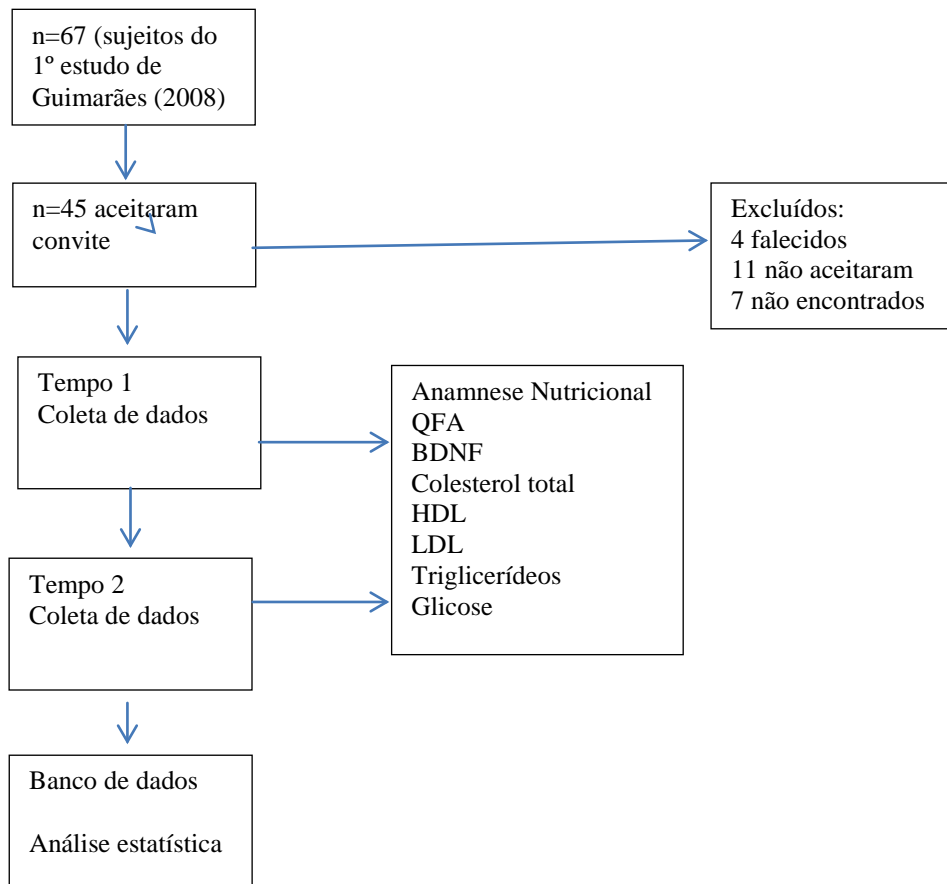 n=67 (sujeitos do
1º estudo de
Guimarães (2008)
n=45 aceitaram
convite
Excluídos:
4 falecidos
11 não aceitaram
7 não encontrados
Tempo 1
Coleta de dados
Anamnese Nutricional
QFA
BDNF
Colesterol total
HDL
LDL
Triglicerídeos
Glicose
Tempo 2
Coleta de dados
Banco de dados
Análise estatística